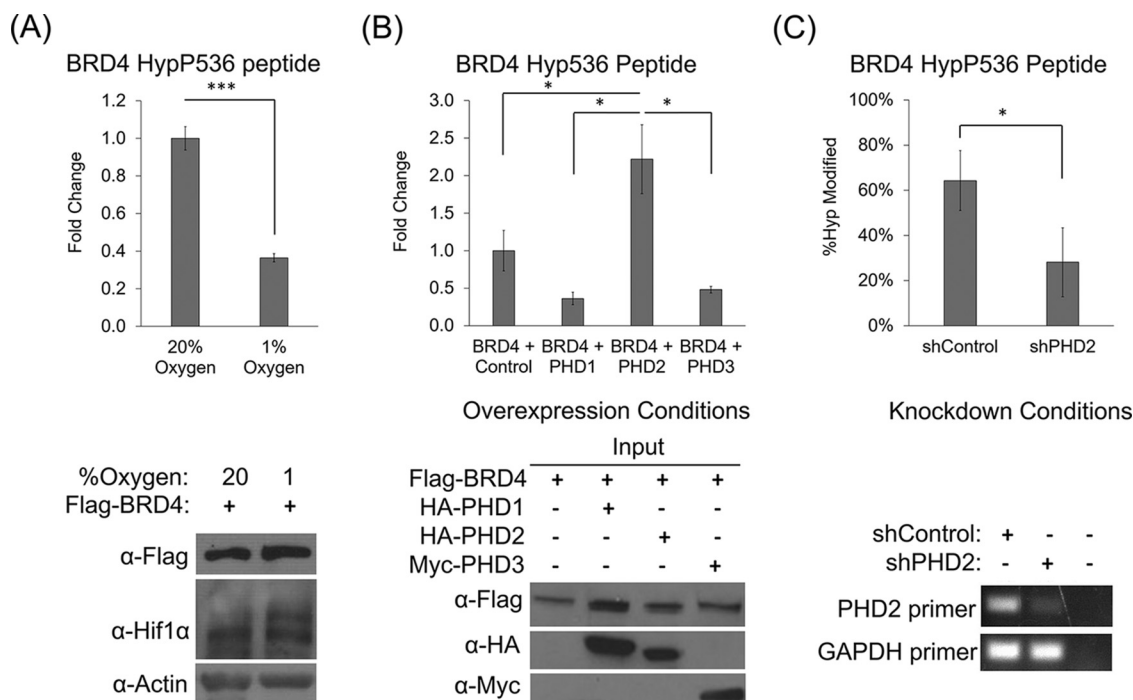 (A)
BRD4 HypP536 peptide
***
Fold Change
1.2
1.0
0.8
0.6
0.4
0.2
0.0
20% Oxygen
1% Oxygen
%Oxygen: 20 1
Flag-BRD4: + +
α-Flag
α-Hif1α
α-Actin
(B)
BRD4 Hyp536 Peptide
*
* *
Fold Change
3.0
2.5
2.0
1.5
1.0
0.5
0.0
BRD4 + Control
BRD4 + PHD1
BRD4 + PHD2
BRD4 + PHD3
Overexpression Conditions
Input
Flag-BRD4 + + + +
HA-PHD1 - + - -
HA-PHD2 - - + -
Myc-PHD3 - - - +
α-Flag
α-HA
α-Myc
(C)
BRD4 HypP536 Peptide
*
%Hyp Modified
100%
80%
60%
40%
20%
0%
shControl
shPHD2
Knockdown Conditions
shControl: + - -
shPHD2: - + -
PHD2 primer
GAPDH primer